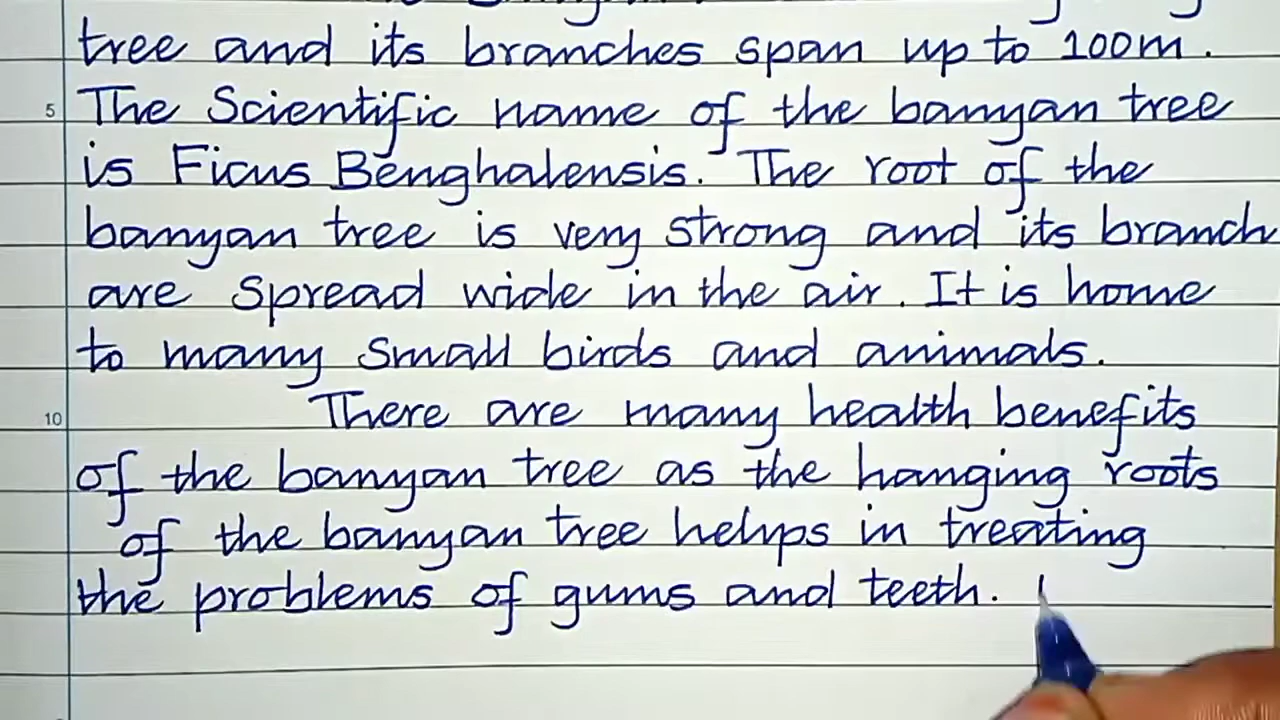 tree and its branches span up to 100m.
5 The Scientific name of the banyan tree
is Ficus Benghalensis. The root of the
banyan tree is very strong and its branch
are spread wide in the air. It is home
to many small birds and animals.
10 There are many health benefits
of the banyan tree as the hanging roots
of the banyan tree helps in treating
the problems of gums and teeth.